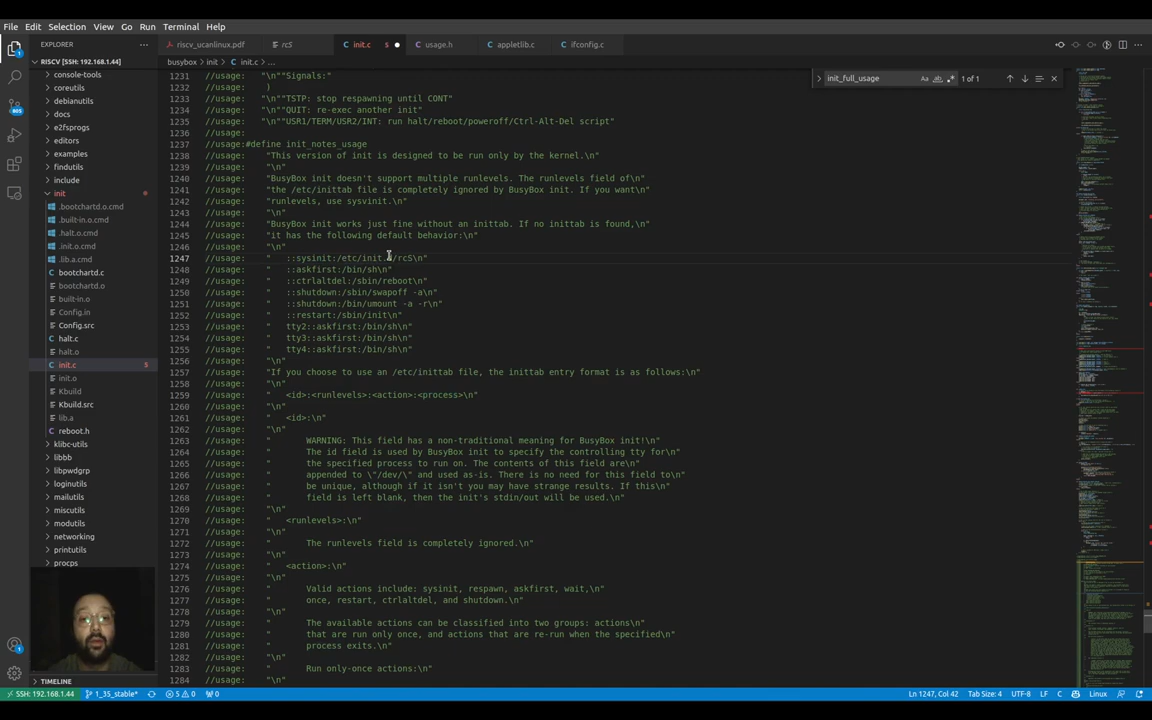 File Edit Selection View Go Run Terminal Help
EXPLORER
riscv_ucanlinux.pdf
rcS
init.c 5
usage.h
appletlib.c
ifconfig.c
RISCV [SSH: 192.168.1.44]
busybox > init > init.c > ...
init_full_usage
Aa
ab
1 of 1
console-tools
coreutils
debianutils
docs
e2fsprogs
editors
examples
findutils
include
init
.bootchartd.o.cmd
.built-in.o.cmd
.halt.o.cmd
.init.o.cmd
.lib.a.cmd
bootchartd.c
bootchartd.o
built-in.o
Config.in
Config.src
halt.c
halt.o
init.c 5
init.o
Kbuild
Kbuild.src
lib.a
reboot.h
klibc-utils
libbb
libpwdgrp
loginutils
mailutils
miscutils
modutils
networking
printutils
procps
TIMELINE
805
1
1
1231 //usage: "\n""Signals:"
1232 //usage: )
1233 //usage: "\n""TSTP: stop respawning until CONT"
1234 //usage: "\n""QUIT: re-exec another init"
1235 //usage: "\n""USR1/TERM/USR2/INT: run halt/reboot/poweroff/Ctrl-Alt-Del script"
1236 //usage:
1237 //usage:#define init_notes_usage
1238 //usage: "This version of init is designed to be run only by the kernel.\n"
1239 //usage: "\n"
1240 //usage: "BusyBox init doesn't support multiple runlevels. The runlevels field of\n"
1241 //usage: "the /etc/inittab file is completely ignored by BusyBox init. If you want\n"
1242 //usage: "runlevels, use sysvinit.\n"
1243 //usage: "\n"
1244 //usage: "BusyBox init works just fine without an inittab. If no inittab is found,\n"
1245 //usage: "it has the following default behavior:\n"
1246 //usage: "\n"
1247 //usage: " ::sysinit:/etc/init.d/rcS\n"
1248 //usage: " ::askfirst:/bin/sh\n"
1249 //usage: " ::ctrlaltdel:/sbin/reboot\n"
1250 //usage: " ::shutdown:/sbin/swapoff -a\n"
1251 //usage: " ::shutdown:/bin/umount -a -r\n"
1252 //usage: " ::restart:/sbin/init\n"
1253 //usage: " tty2::askfirst:/bin/sh\n"
1254 //usage: " tty3::askfirst:/bin/sh\n"
1255 //usage: " tty4::askfirst:/bin/sh\n"
1256 //usage: "\n"
1257 //usage: "If you choose to use an /etc/inittab file, the inittab entry format is as follows:\n"
1258 //usage: "\n"
1259 //usage: " <id>:<runlevels>:<action>:<process>\n"
1260 //usage: "\n"
1261 //usage: " <id>:\n"
1262 //usage: "\n"
1263 //usage: " WARNING: This field has a non-traditional meaning for BusyBox init!\n"
1264 //usage: " The id field is used by BusyBox init to specify the controlling tty for\n"
1265 //usage: " the specified process to run on. The contents of this field are\n"
1266 //usage: " appended to \"/dev/\" and used as-is. There is no need for this field to\n"
1267 //usage: " be unique, although if it isn't you may have strange results. If this\n"
1268 //usage: " field is left blank, then the init's stdin/out will be used.\n"
1269 //usage: "\n"
1270 //usage: " <runlevels>:\n"
1271 //usage: "\n"
1272 //usage: " The runlevels field is completely ignored.\n"
1273 //usage: "\n"
1274 //usage: " <action>:\n"
1275 //usage: "\n"
1276 //usage: " Valid actions include: sysinit, respawn, askfirst, wait,\n"
1277 //usage: " once, restart, ctrlaltdel, and shutdown.\n"
1278 //usage: "\n"
1279 //usage: " The available actions can be classified into two groups: actions\n"
1280 //usage: " that are run only once, and actions that are re-run when the specified\n"
1281 //usage: " process exits.\n"
1282 //usage: "\n"
1283 //usage: " Run only-once actions:\n"
1284 //usage: "\n"
SSH: 192.168.1.44 1_35_stable* 5 0 0 Ln 1247, Col 42 Tab Size: 4 UTF-8 LF C Linux